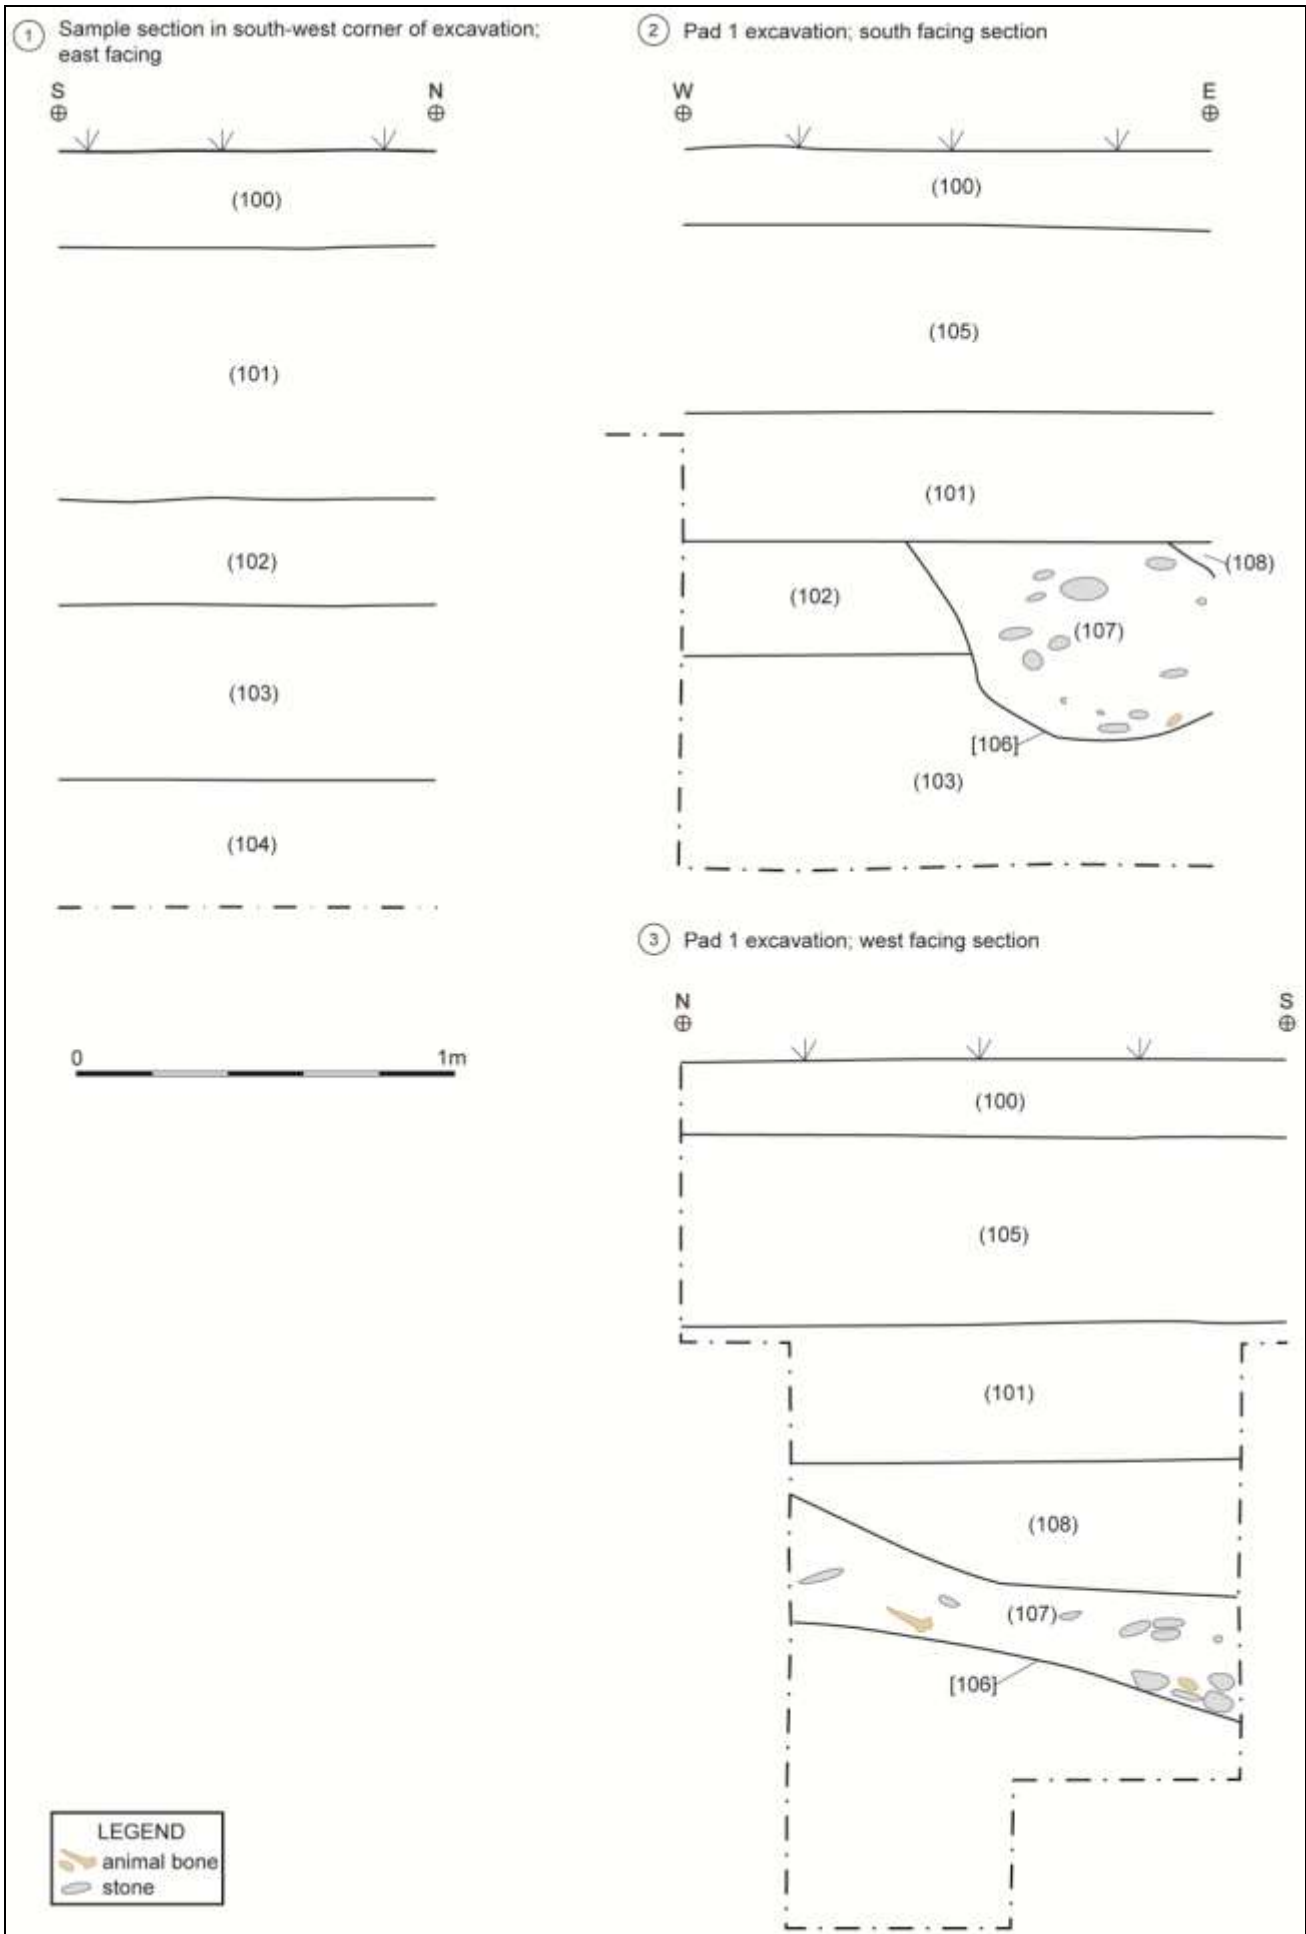 1 Sample section in south-west corner of excavation;
east facing
S N
(100)
(101)
(102)
(103)
(104)
0 1m
2 Pad 1 excavation; south facing section
W E
(100)
(105)
(101)
(108)
(102)
(107)
[106]
(103)
3 Pad 1 excavation; west facing section
N S
(100)
(105)
(101)
(108)
(107)
[106]
LEGEND
animal bone
stone